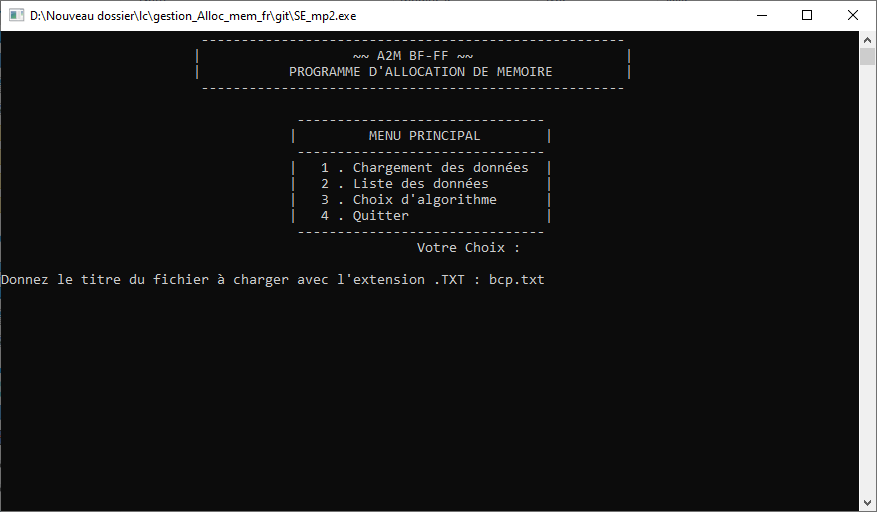 D:\Nouveau dossier\lc\gestion_Alloc_mem_fr\git\SE_mp2.exe
-----------------------------------------------------
| ~~ A2M BF-FF ~~ |
| PROGRAMME D'ALLOCATION DE MEMOIRE |
-----------------------------------------------------
-------------------------------
| MENU PRINCIPAL |
-------------------------------
| 1 . Chargement des données |
| 2 . Liste des données |
| 3 . Choix d'algorithme |
| 4 . Quitter |
-------------------------------
Votre Choix :
Donnez le titre du fichier à charger avec l'extension .TXT : bcp.txt